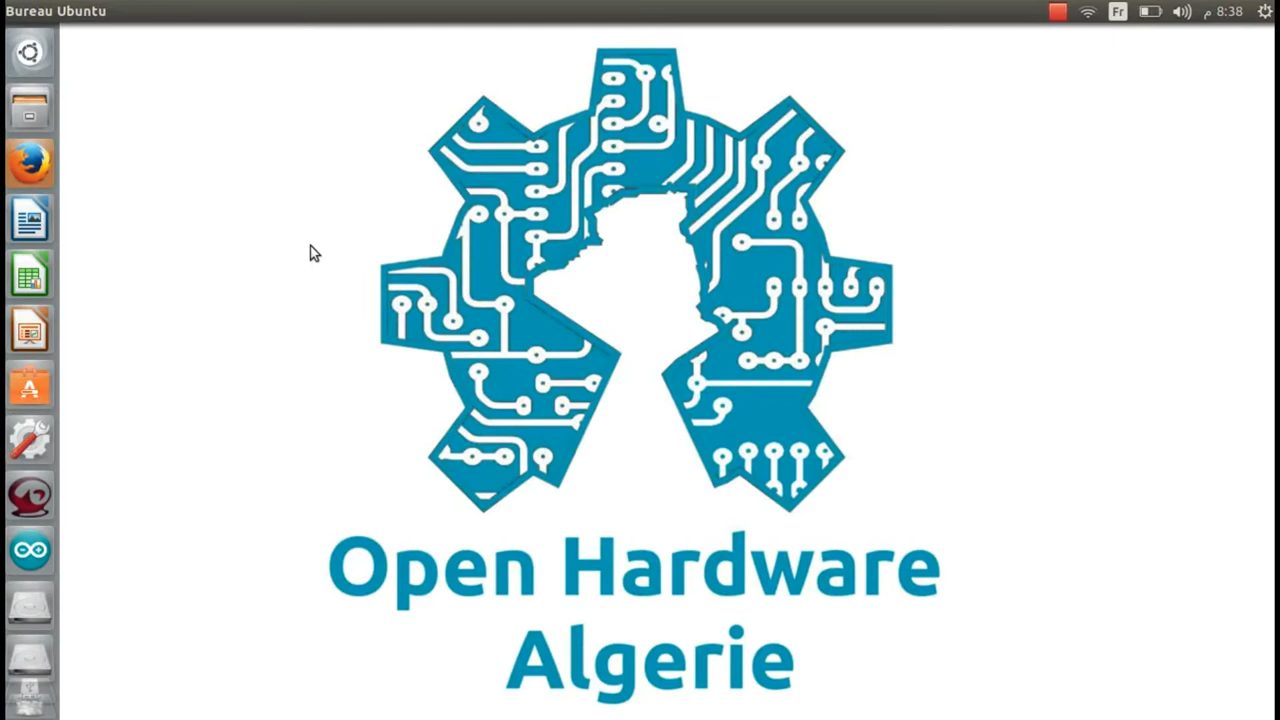 Bureau Ubuntu
Fr
م 8:38
Open Hardware
Algerie